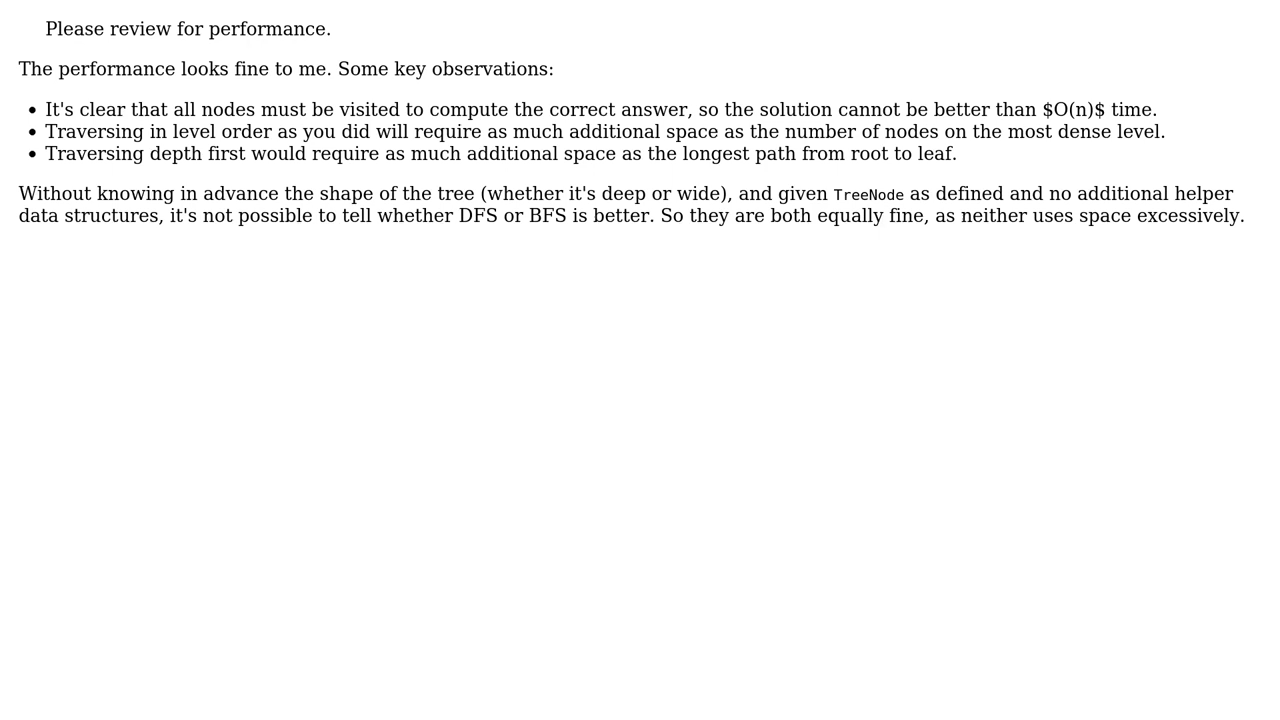 Please review for performance.
The performance looks fine to me. Some key observations:
It's clear that all nodes must be visited to compute the correct answer, so the solution cannot be better than $O(n)$ time.
Traversing in level order as you did will require as much additional space as the number of nodes on the most dense level.
Traversing depth first would require as much additional space as the longest path from root to leaf.
Without knowing in advance the shape of the tree (whether it's deep or wide), and given TreeNode as defined and no additional helper
data structures, it's not possible to tell whether DFS or BFS is better. So they are both equally fine, as neither uses space excessively.